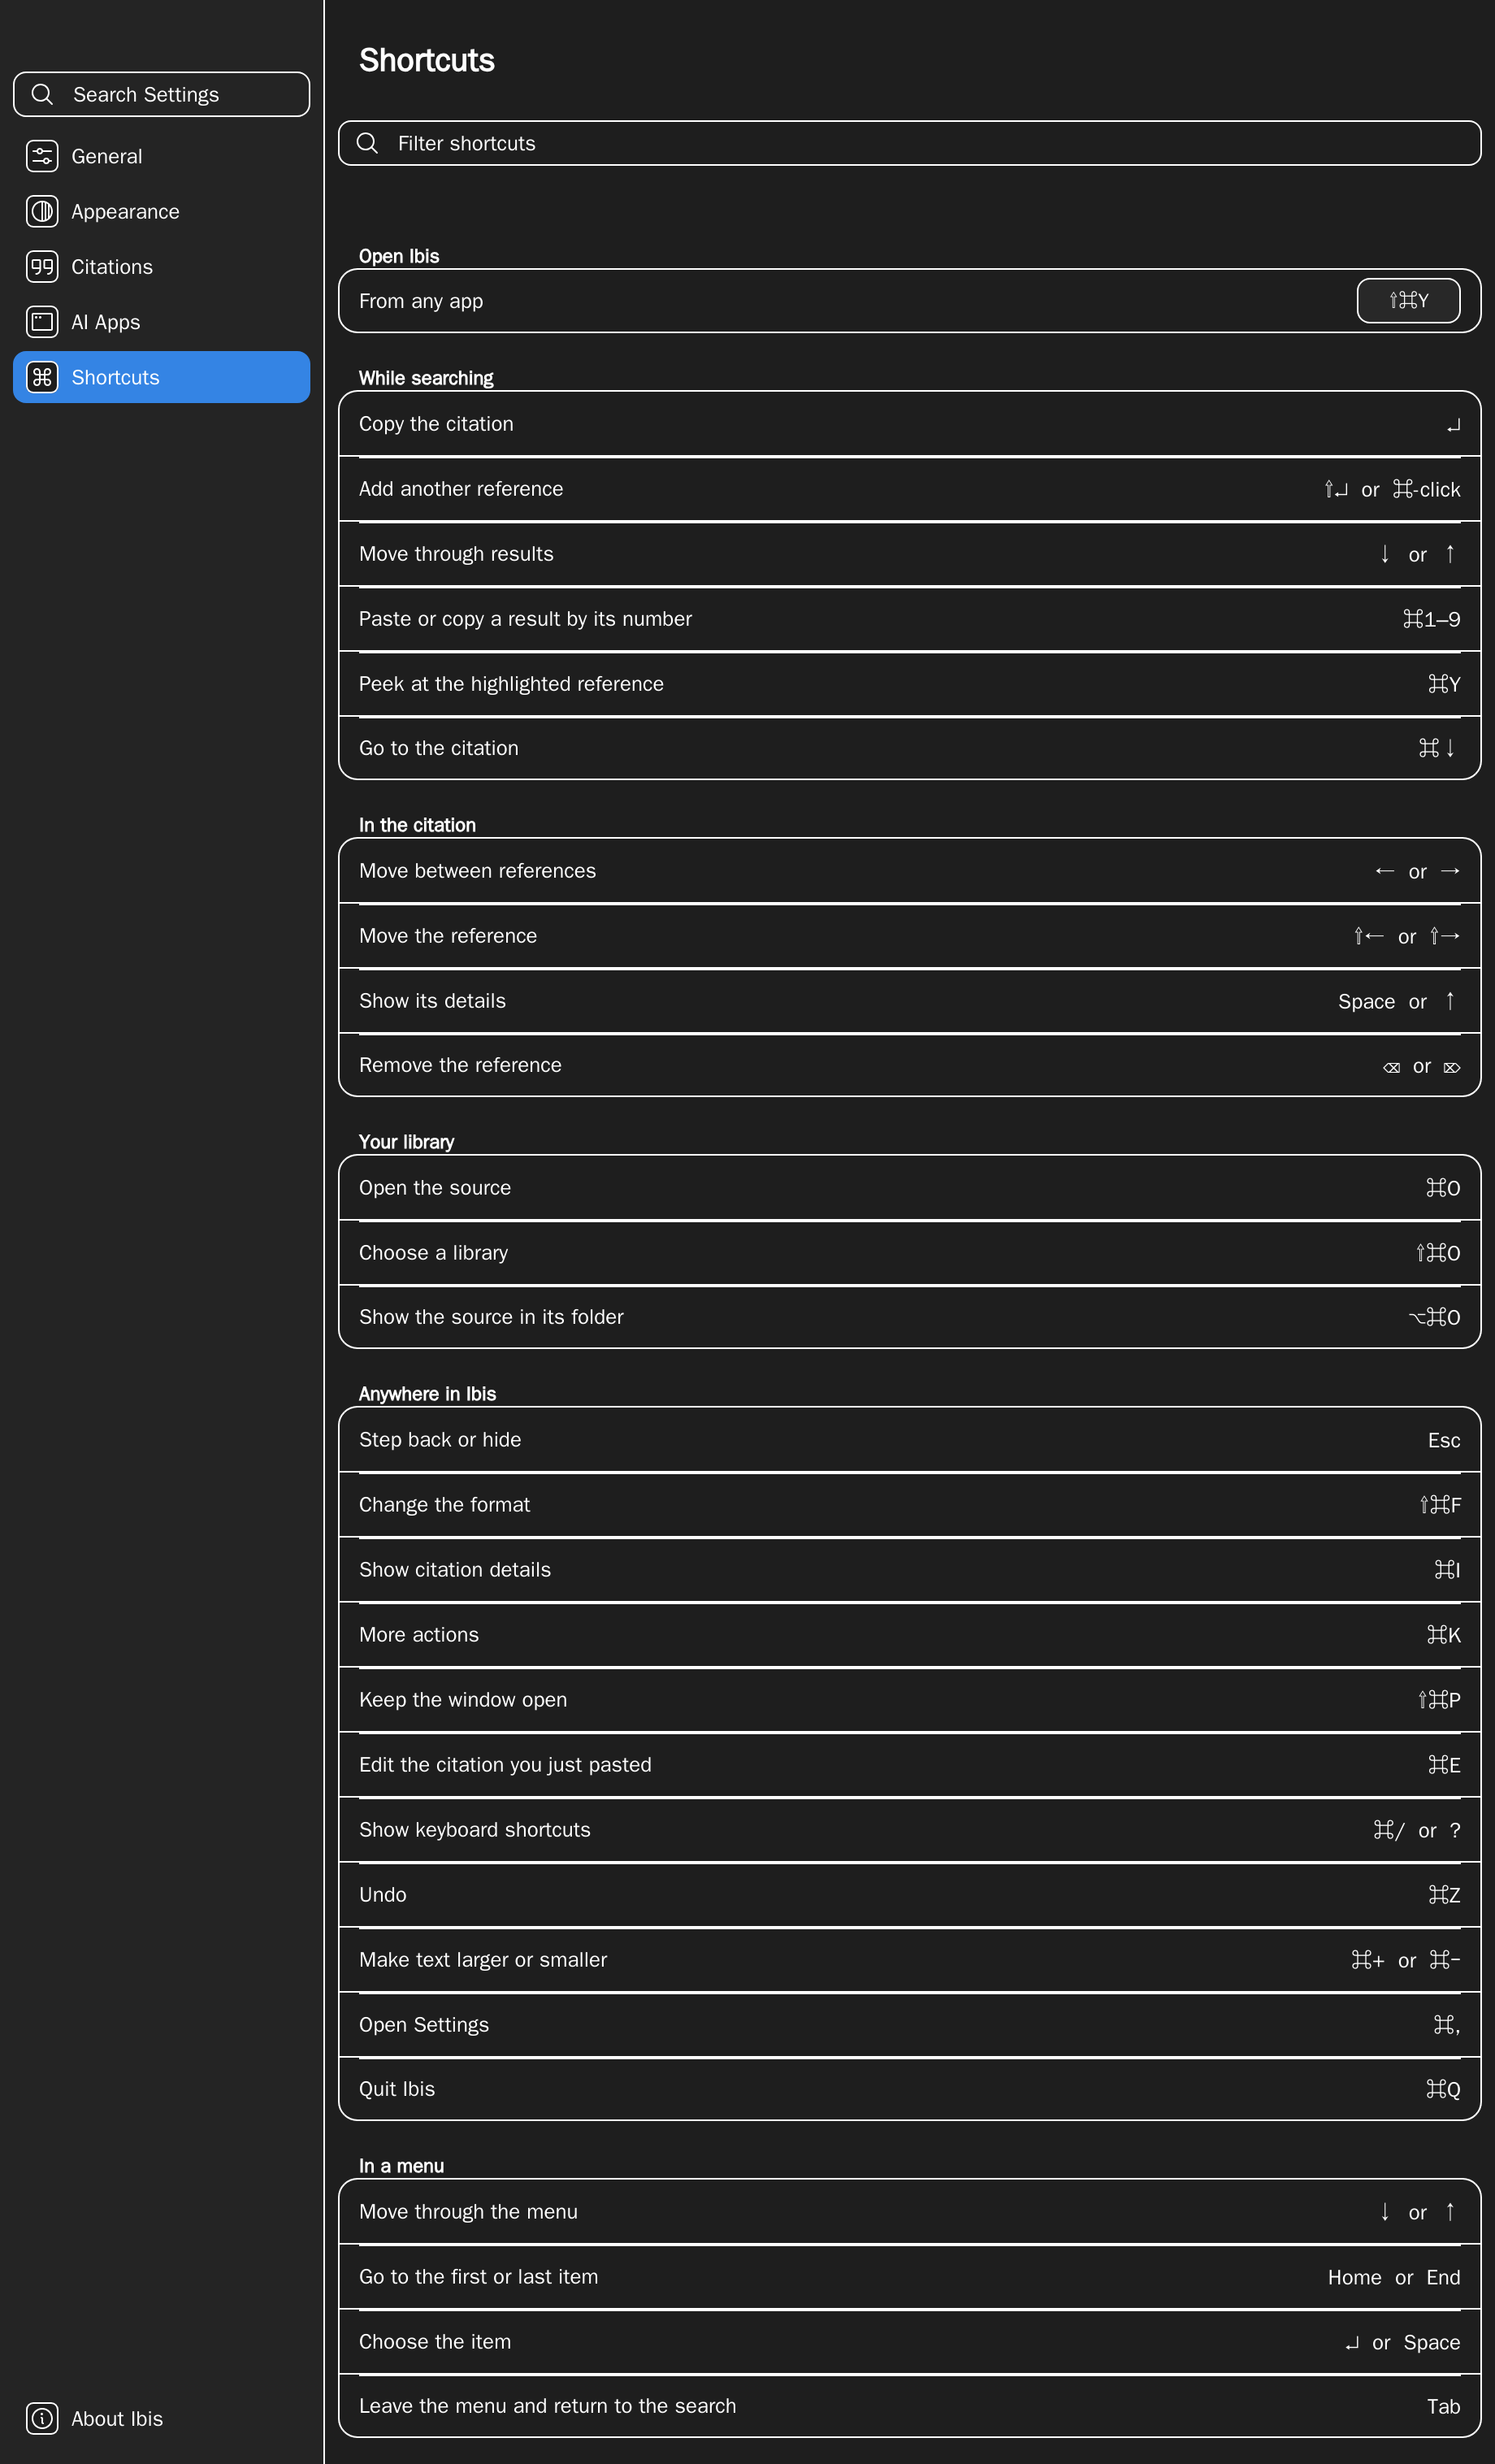 Search Settings
General
Appearance
Citations
AI Apps
Shortcuts
About Ibis
Shortcuts
Filter shortcuts
Open Ibis
From any app ⇧⌘Y
While searching
Copy the citation ↵
Add another reference ⇧↵ or ⌘-click
Move through results ↓ or ↑
Paste or copy a result by its number ⌘1–9
Peek at the highlighted reference ⌘Y
Go to the citation ⌘↓
In the citation
Move between references ← or →
Move the reference ⇧← or ⇧→
Show its details Space or ↑
Remove the reference ⌫ or ⌦
Your library
Open the source ⌘O
Choose a library ⇧⌘O
Show the source in its folder ⌥⌘O
Anywhere in Ibis
Step back or hide Esc
Change the format ⇧⌘F
Show citation details ⌘I
More actions ⌘K
Keep the window open ⇧⌘P
Edit the citation you just pasted ⌘E
Show keyboard shortcuts ⌘/ or ?
Undo ⌘Z
Make text larger or smaller ⌘+ or ⌘−
Open Settings ⌘,
Quit Ibis ⌘Q
In a menu
Move through the menu ↓ or ↑
Go to the first or last item Home or End
Choose the item ↵ or Space
Leave the menu and return to the search Tab